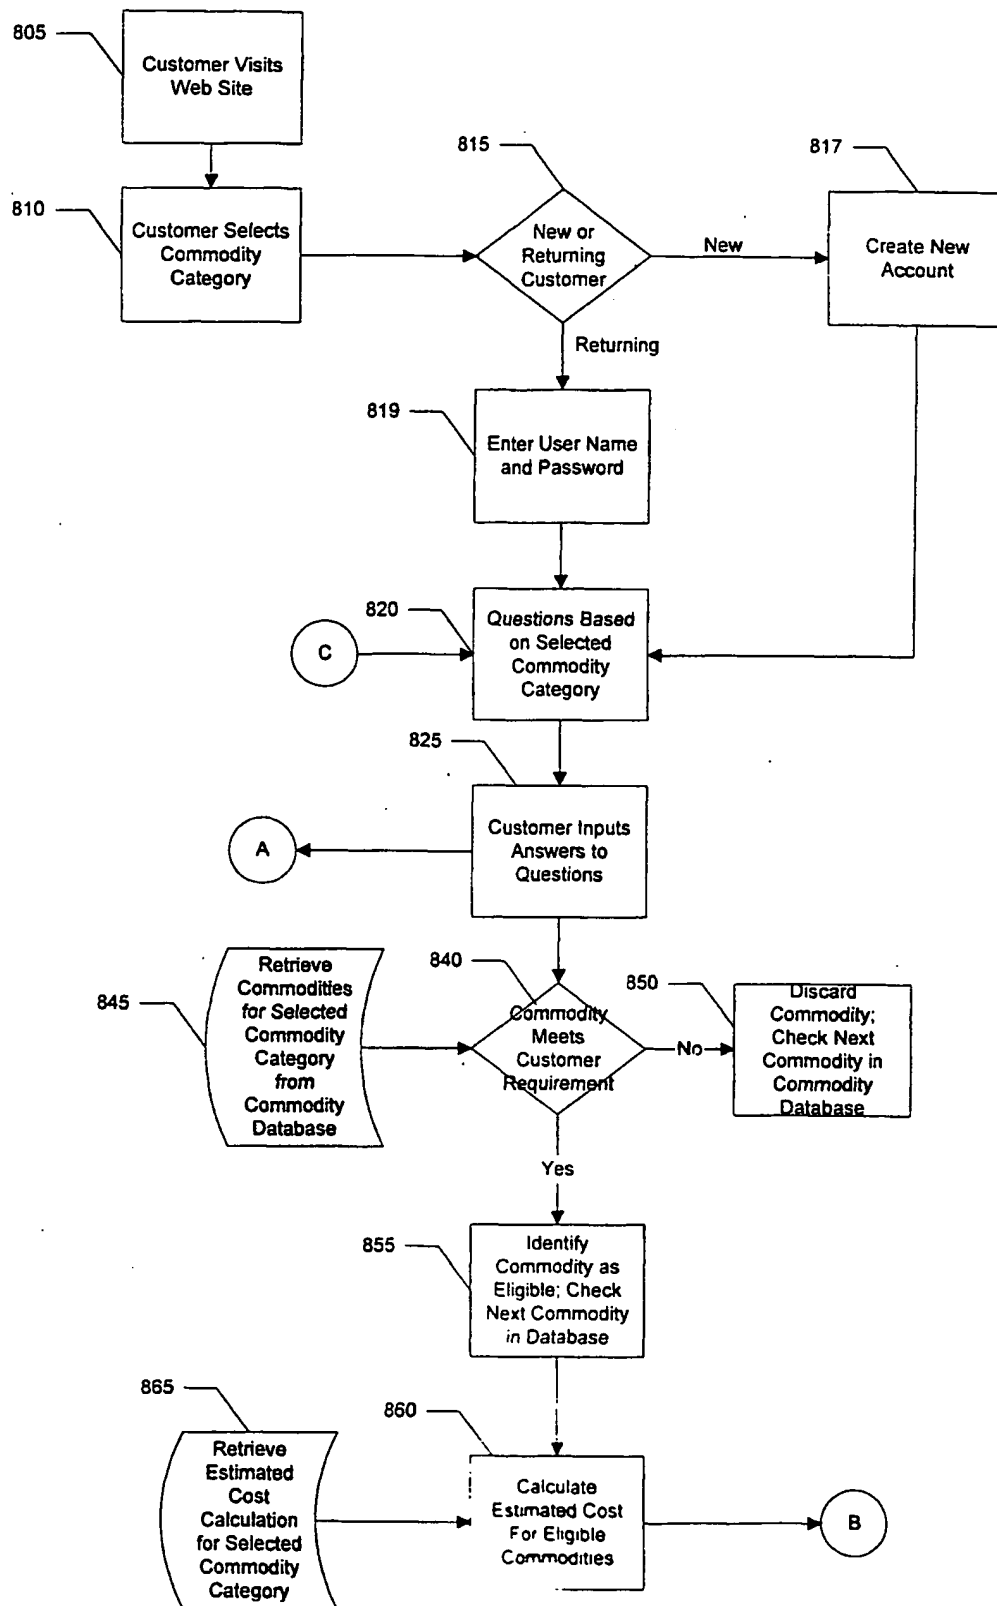 805
Customer Visits
Web Site
810
Customer Selects
Commodity
Category
815
New or
Returning
Customer
New
817
Create New
Account
Returning
819
Enter User Name
and Password
C
820
Questions Based
on Selected
Commodity
Category
825
Customer Inputs
Answers to
Questions
A
845
Retrieve
Commodities
for Selected
Commodity
Category
from
Commodity
Database
840
Commodity
Meets
Customer
Requirement
No
850
Discard
Commodity;
Check Next
Commodity in
Commodity
Database
Yes
855
Identify
Commodity as
Eligible; Check
Next Commodity
in Database
865
Retrieve
Estimated
Cost
Calculation
for Selected
Commodity
Category
860
Calculate
Estimated Cost
For Eligible
Commodities
B